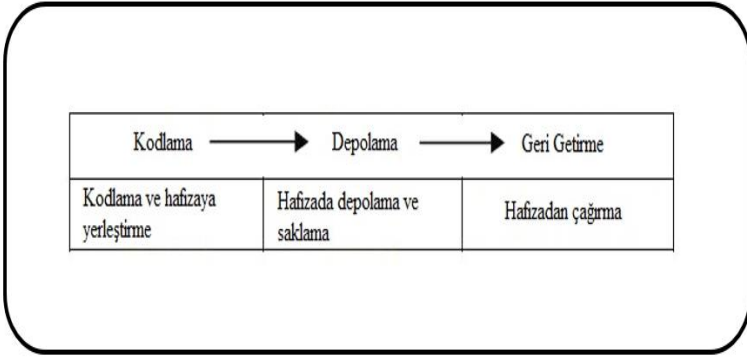 Kodlama → Depolama → Geri Getirme
Kodlama ve hafızaya
yerleştirme
Hafızada depolama ve
saklama
Hafızadan çağırma